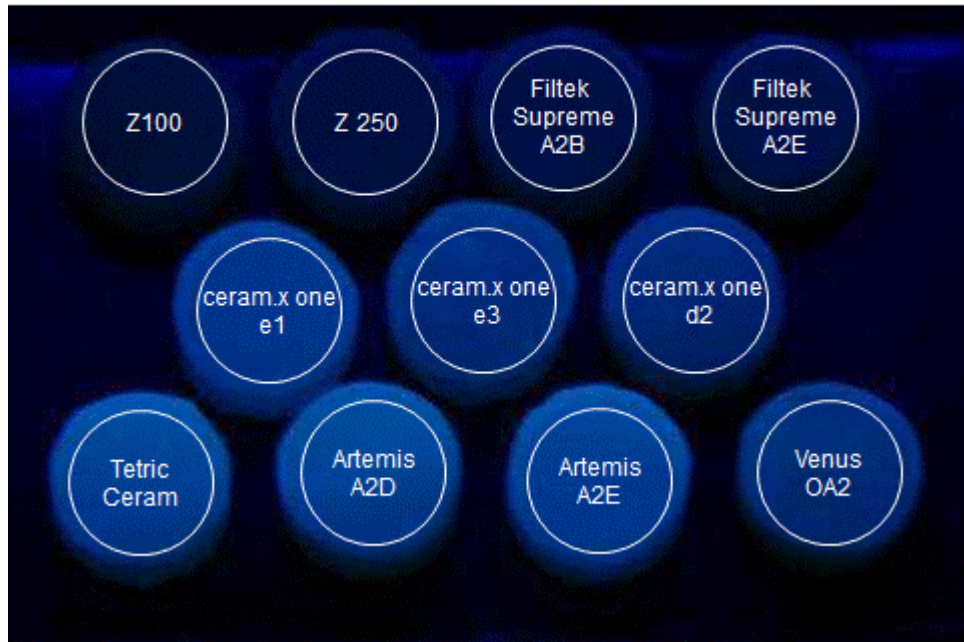 Z100
Z 250
Filtek
Supreme
A2B
Filtek
Supreme
A2E
ceram.x one
e1
ceram.x one
e3
ceram.x one
d2
Tetric
Ceram
Artemis
A2D
Artemis
A2E
Venus
OA2